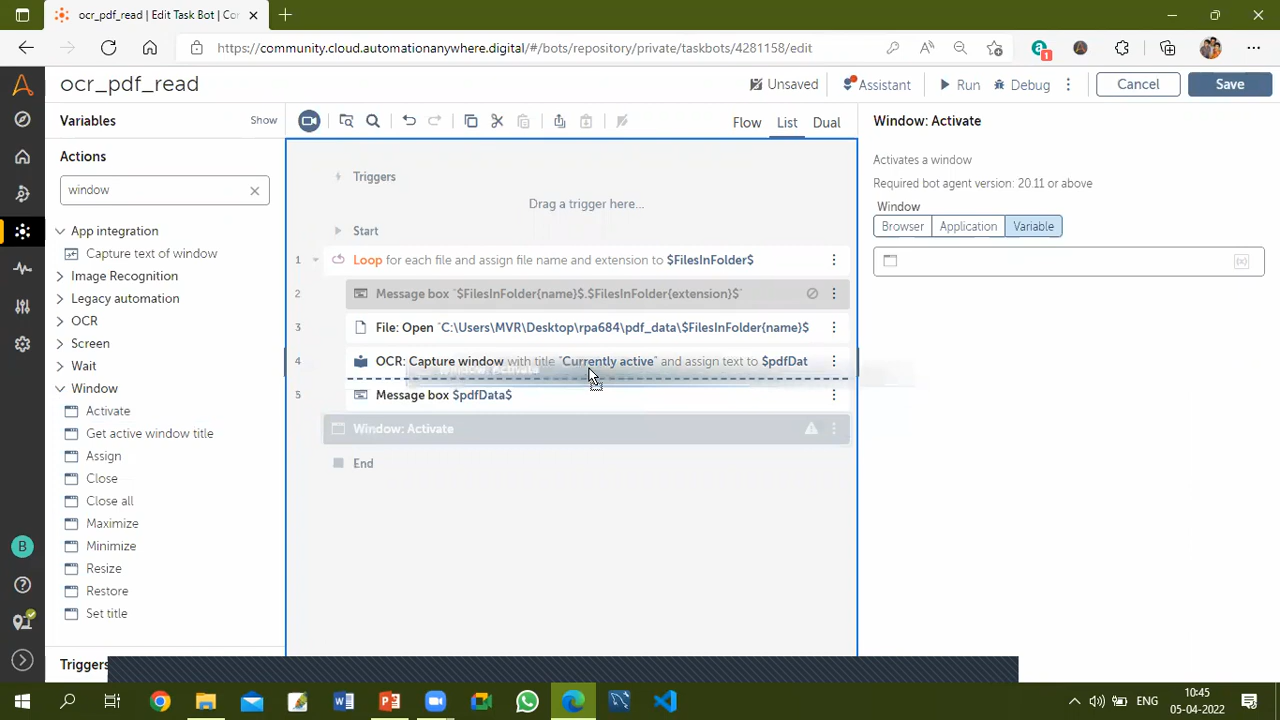 ocr_pdf_read | Edit Task Bot | Co
https://community.cloud.automationanywhere.digital/#/bots/repository/private/taskbots/4281158/edit
1
ocr_pdf_read
Unsaved
Assistant
Run
Debug
Cancel
Save
Variables
Show
Flow
List
Dual
Window: Activate
Actions
window
Activates a window
Required bot agent version: 20.11 or above
Window
Browser
Application
Variable
App integration
Capture text of window
Image Recognition
Legacy automation
OCR
Screen
Wait
Window
Activate
Get active window title
Assign
Close
Close all
Maximize
Minimize
Resize
Restore
Set title
Triggers
Triggers
Drag a trigger here...
Start
1 Loop for each file and assign file name and extension to $FilesInFolder$
2 Message box "$FilesInFolder{name}$.$FilesInFolder{extension}$"
3 File: Open "C:\Users\MVR\Desktop\rpa684\pdf_data\$FilesInFolder{name}$
4 OCR: Capture window with title "Currently active" and assign text to $pdfDat
Window: Activate
5 Message box $pdfData$
Window: Activate
End
(x)
B
ENG
10:45
05-04-2022